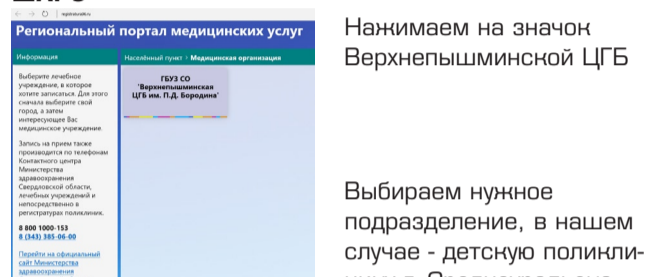 Региональный портал медицинских услуг
Информация
Населённый пункт › Медицинская организация
Выберите лечебное
учреждение, в которое
хотите записаться. Для этого
сначала выберите свой
город, а затем
интересующее Вас
медицинское учреждение.
Запись на прием также
производится по телефонам
Контактного центра
Министерства
здравоохранения
Свердловской области,
лечебных учреждений и
непосредственно в
регистратурах поликлиник.
8 800 1000-153
8 (343) 385-06-00
Перейти на официальный
сайт Министерства
здравоохранения
ГБУЗ СО
'Верхнепышминская
ЦГБ им. П.Д. Бородина'
Нажимаем на значок
Верхнепышминской ЦГБ
Выбираем нужное
подразделение, в нашем
случае - детскую поликли-